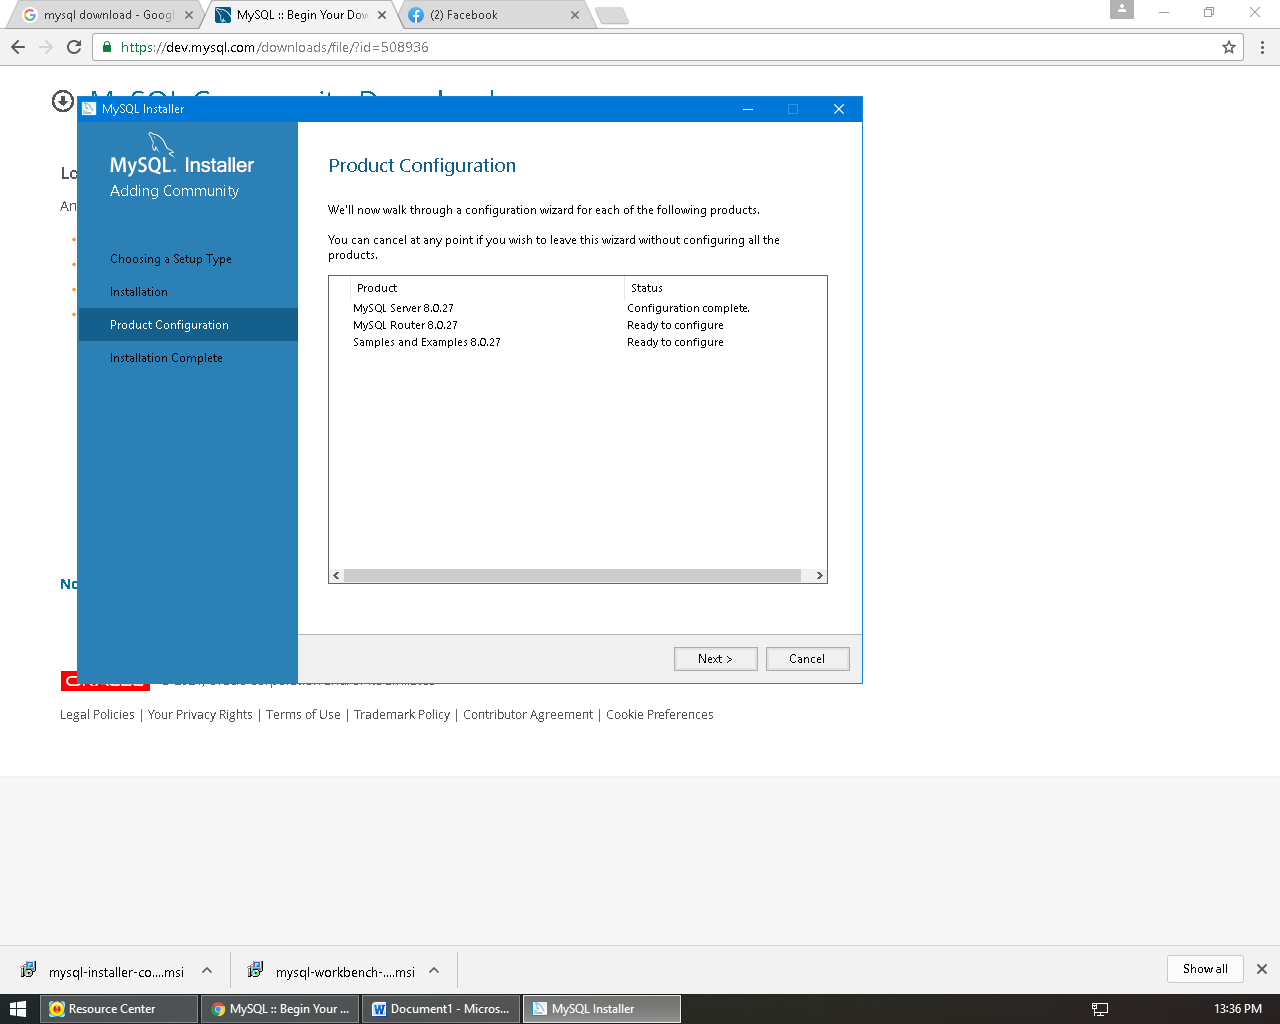 mysql download - Goog
MySQL :: Begin Your Dow
(2) Facebook
https://dev.mysql.com/downloads/file/?id=508936
MySQL Installer
MySQL Installer
Adding Community
Choosing a Setup Type
Installation
Product Configuration
Installation Complete
Product Configuration
We'll now walk through a configuration wizard for each of the following products.
You can cancel at any point if you wish to leave this wizard without configuring all the
products.
Product Status
MySQL Server 8.0.27 Configuration complete.
MySQL Router 8.0.27 Ready to configure
Samples and Examples 8.0.27 Ready to configure
Next >
Cancel
Lo
An
No
Legal Policies | Your Privacy Rights | Terms of Use | Trademark Policy | Contributor Agreement | Cookie Preferences
mysql-installer-co....msi
mysql-workbench-....msi
Show all
Resource Center
MySQL :: Begin Your ...
Document1 - Micros...
MySQL Installer
13:36 PM